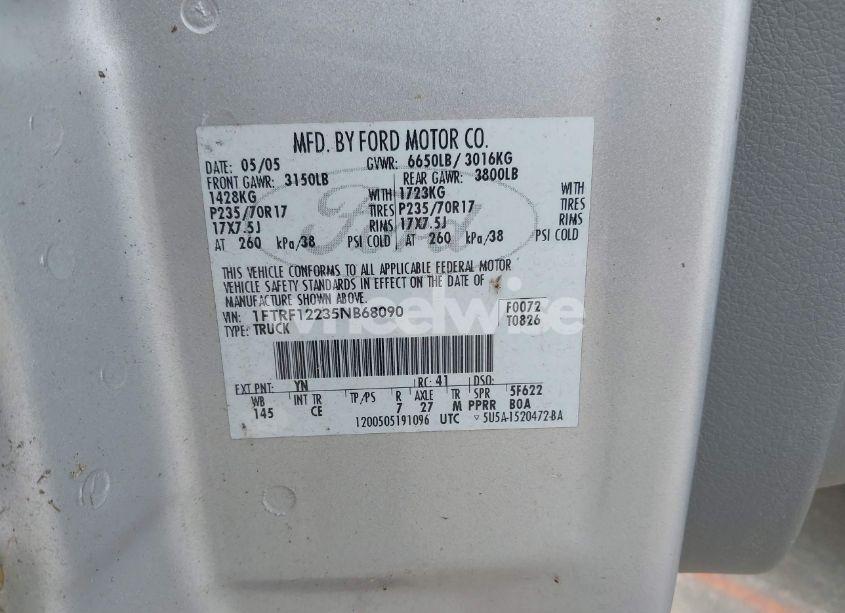 MFD. BY FORD MOTOR CO.
DATE: 05/05 GVWR: 6650LB/ 3016KG
FRONT GAWR: 3150LB REAR GAWR: 3800LB
1428KG WITH 1723KG WITH
P235/70R17 TIRES P235/70R17 TIRES
17X7.5J RIMS 17X7.5J RIMS
AT 260 kPa/38 PSI COLD AT 260 kPa/38 PSI COLD
Ford
THIS VEHICLE CONFORMS TO ALL APPLICABLE FEDERAL MOTOR
VEHICLE SAFETY STANDARDS IN EFFECT ON THE DATE OF
MANUFACTURE SHOWN ABOVE.
VIN: 1FTRF12235NB68090 F0072
TYPE: TRUCK T0826
wheelwise
EXT PNT: YN RC: 41 DSO:
WB INT TR TP/PS R AXLE TR SPR 5F622
145 CE 7 27 M PPRR BOA
1200505191096 UTC ▽ 5U5A-1520472-BA